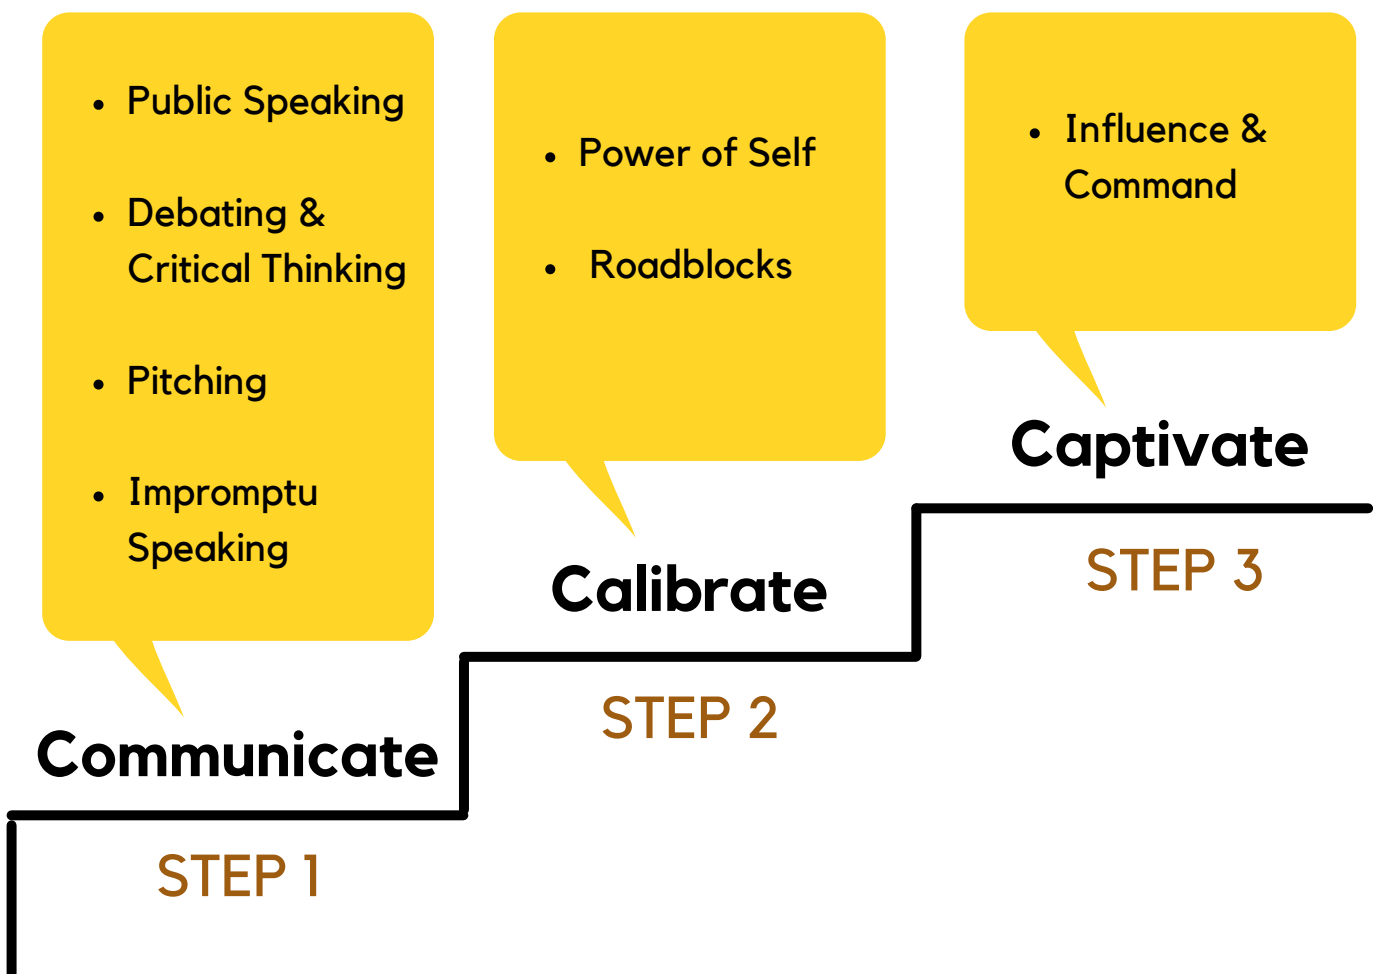 • Public Speaking
• Debating &
Critical Thinking
• Pitching
• Impromptu
Speaking
Communicate
STEP 1
• Power of Self
• Roadblocks
Calibrate
STEP 2
• Influence &
Command
Captivate
STEP 3